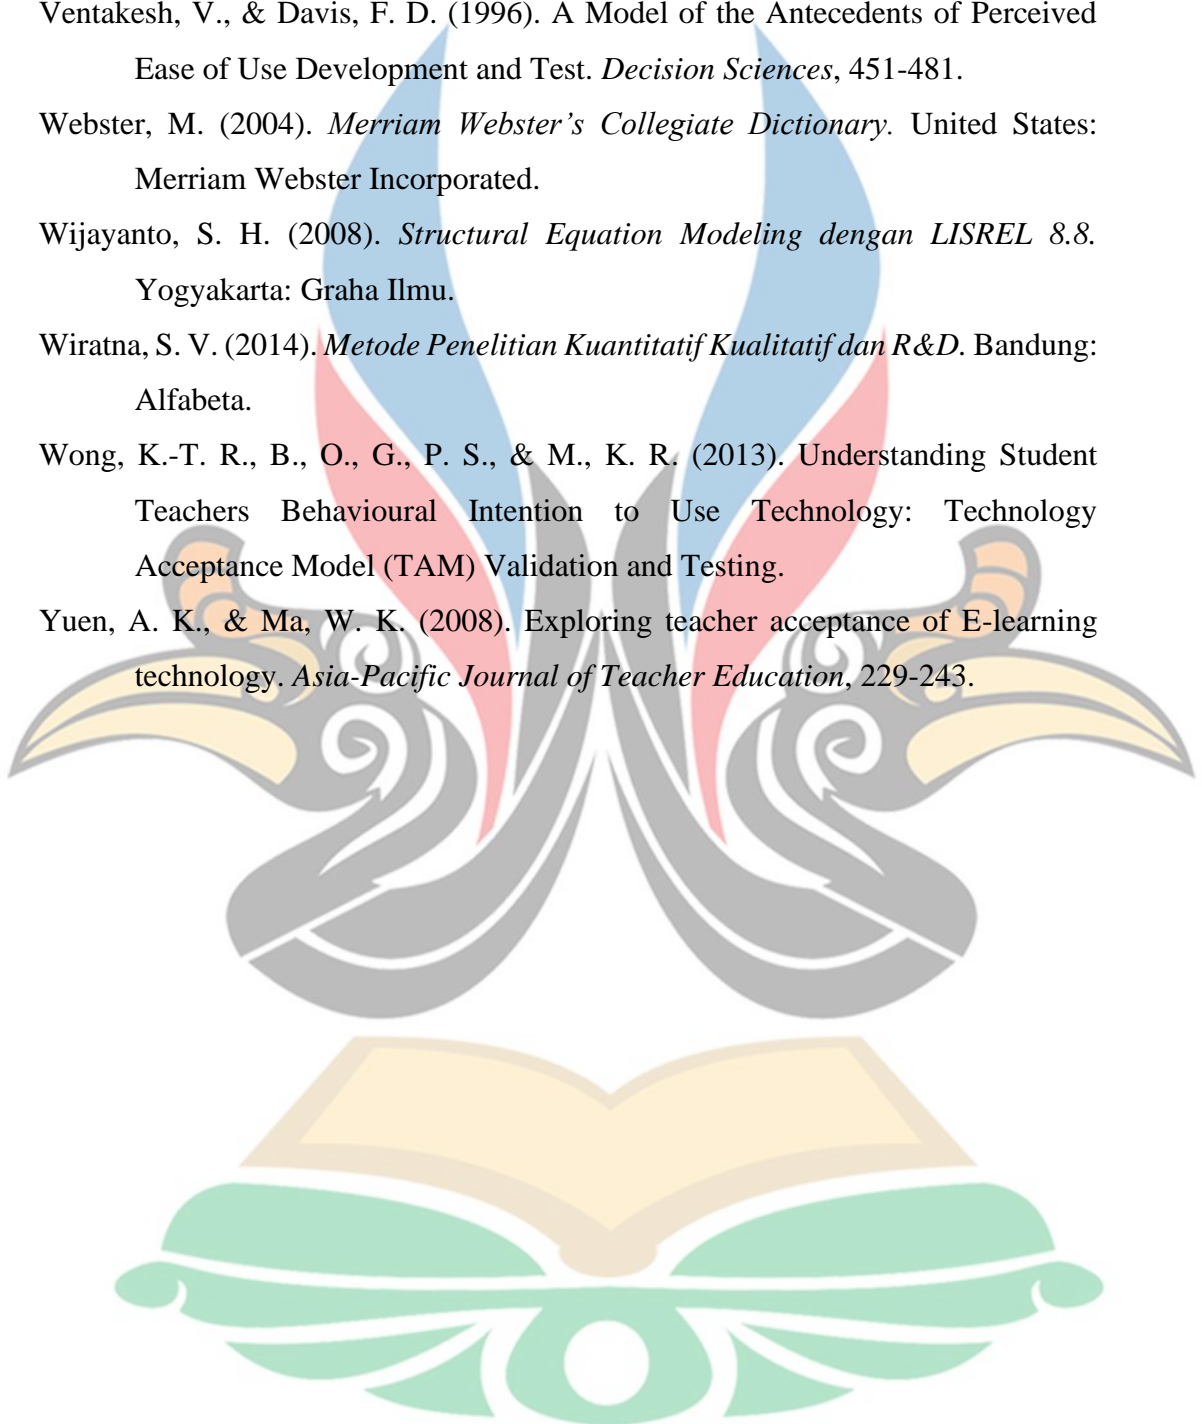 Ventakesh, V., & Davis, F. D. (1996). A Model of the Antecedents of Perceived
Ease of Use Development and Test. Decision Sciences, 451-481.
Webster, M. (2004). Merriam Webster’s Collegiate Dictionary. United States:
Merriam Webster Incorporated.
Wijayanto, S. H. (2008). Structural Equation Modeling dengan LISREL 8.8.
Yogyakarta: Graha Ilmu.
Wiratna, S. V. (2014). Metode Penelitian Kuantitatif Kualitatif dan R&D. Bandung:
Alfabeta.
Wong, K.-T. R., B., O., G., P. S., & M., K. R. (2013). Understanding Student
Teachers Behavioural Intention to Use Technology: Technology
Acceptance Model (TAM) Validation and Testing.
Yuen, A. K., & Ma, W. K. (2008). Exploring teacher acceptance of E-learning
technology. Asia-Pacific Journal of Teacher Education, 229-243.